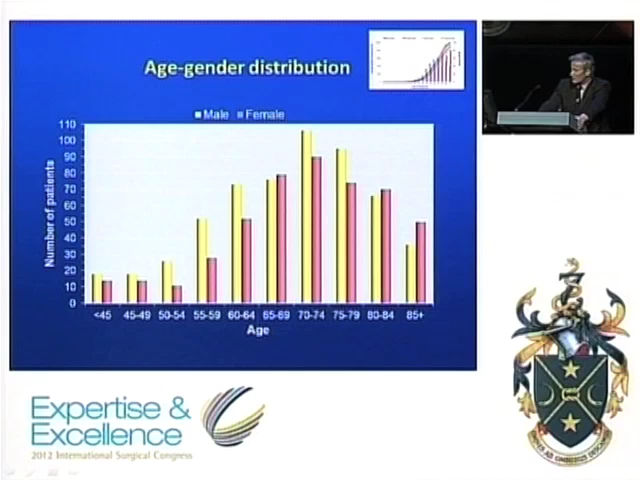 Age-gender distribution
Male Female
Number of patients
110
100
90
80
70
60
50
40
30
20
10
0
<45 45-49 50-54 55-59 60-64 65-69 70-74 75-79 80-84 85+
Age
Expertise &
Excellence
2012 International Surgical Congress